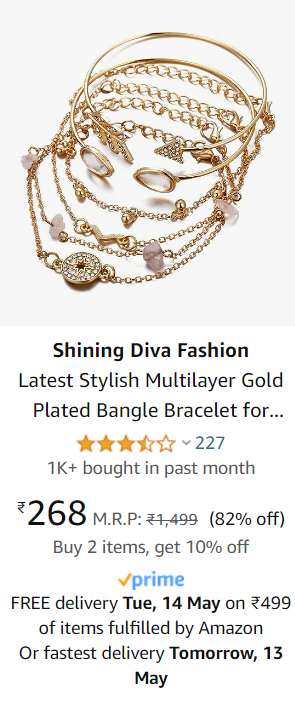 Shining Diva Fashion
Latest Stylish Multilayer Gold
Plated Bangle Bracelet for...
227
1K+ bought in past month
₹268 M.R.P: ₹1,499 (82% off)
Buy 2 items, get 10% off
prime
FREE delivery Tue, 14 May on ₹499
of items fulfilled by Amazon
Or fastest delivery Tomorrow, 13
May